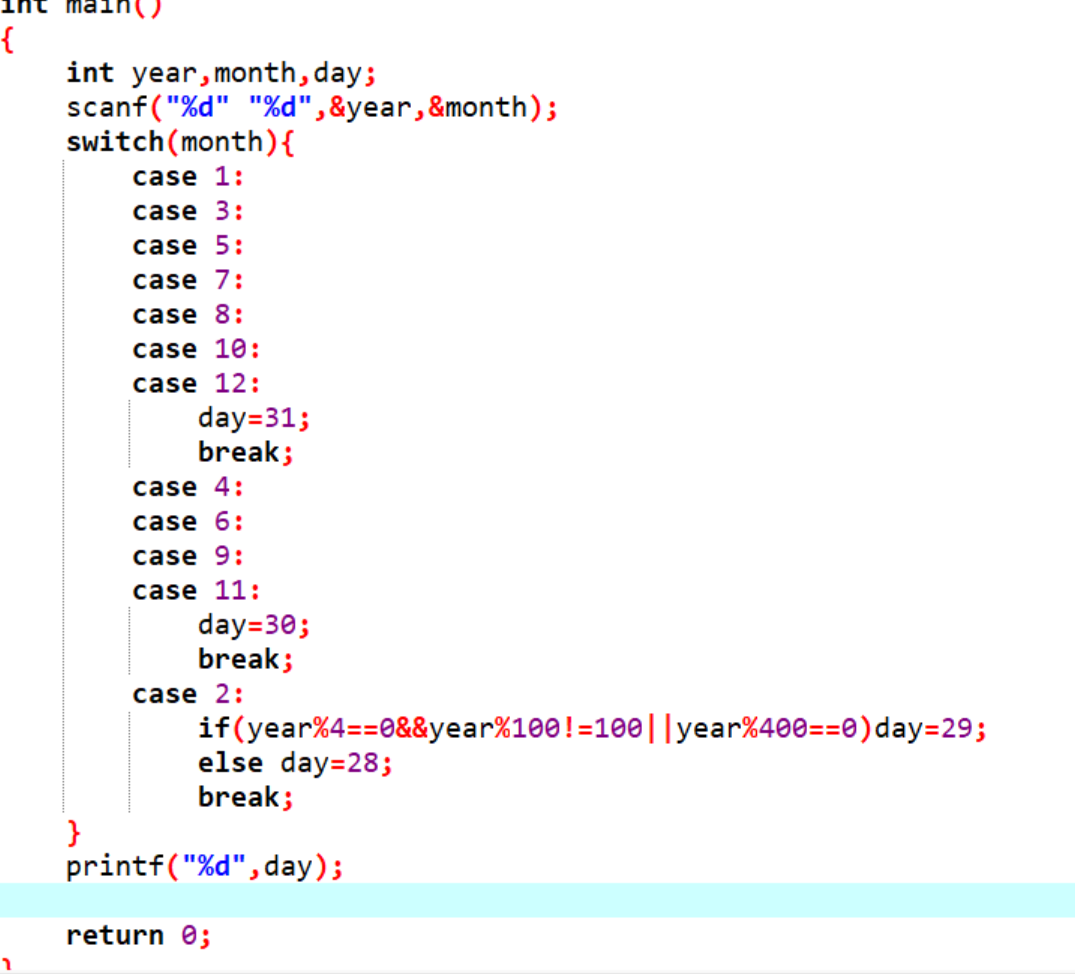 int main()
{
int year,month,day;
scanf("%d" "%d",&year,&month);
switch(month){
case 1:
case 3:
case 5:
case 7:
case 8:
case 10:
case 12:
day=31;
break;
case 4:
case 6:
case 9:
case 11:
day=30;
break;
case 2:
if(year%4==0&&year%100!=100||year%400==0)day=29;
else day=28;
break;
}
printf("%d",day);
return 0;
}